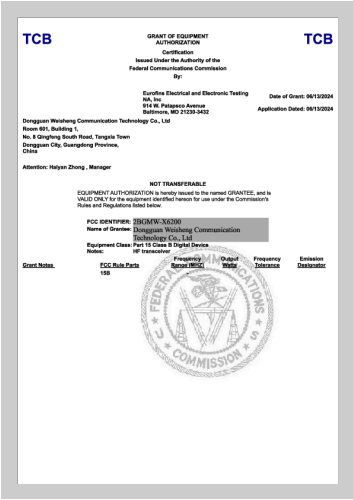 TCB
GRANT OF EQUIPMENT
AUTHORIZATION
TCB
Certification
Issued Under the Authority of the
Federal Communications Commission
By:
Eurofins Electrical and Electronic Testing
NA, Inc
914 W. Patapsco Avenue
Baltimore, MD 21230-3432
Date of Grant: 06/13/2024
Application Dated: 06/13/2024
Dongguan Weisheng Communication Technology Co., Ltd
Room 601, Building 1,
No. 8 Qingfeng South Road, Tangxia Town
Dongguan City, Guangdong Province,
China
Attention: Haiyan Zhong , Manager
NOT TRANSFERABLE
EQUIPMENT AUTHORIZATION is hereby issued to the named GRANTEE, and is
VALID ONLY for the equipment identified hereon for use under the Commission's
Rules and Regulations listed below.
FCC IDENTIFIER: 2BGMW-X6200
Name of Grantee: Dongguan Weisheng Communication
Technology Co., Ltd
Equipment Class: Part 15 Class B Digital Device
Notes: HF transceiver
Grant Notes FCC Rule Parts Frequency Range (MHZ) Output Watts Frequency Tolerance Emission Designator
15B -
FEDERAL COMMUNICATIONS COMMISSION
U S A